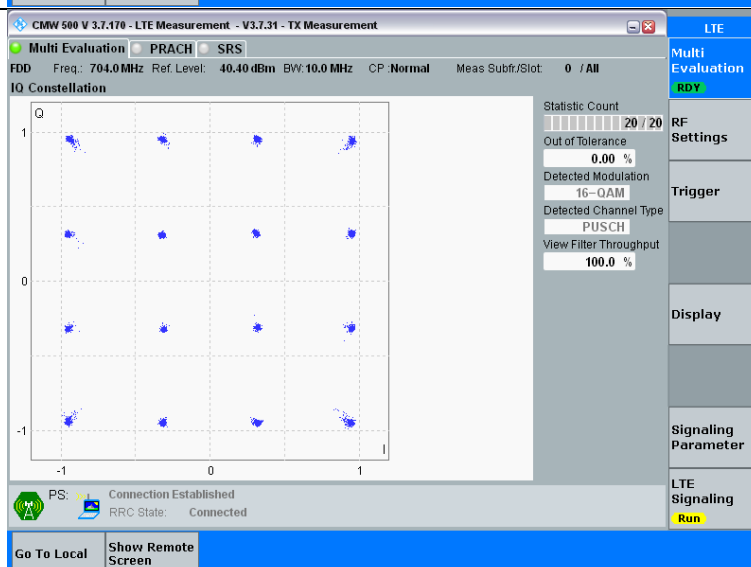 CMW 500 V 3.7.170 - LTE Measurement - V3.7.31 - TX Measurement
LTE
Multi Evaluation PRACH SRS
Multi
Evaluation
RDY
FDD Freq.: 704.0 MHz Ref. Level: 40.40 dBm BW: 10.0 MHz CP : Normal Meas Subfr./Slot: 0 / All
IQ Constellation
Q
1
0
-1
-1 0 1
I
Statistic Count
20 / 20
Out of Tolerance
0.00 %
Detected Modulation
16-QAM
Detected Channel Type
PUSCH
View Filter Throughput
100.0 %
RF
Settings
Trigger
Display
Signaling
Parameter
LTE
Signaling
Run
PS: Connection Established
RRC State: Connected
Go To Local
Show Remote
Screen